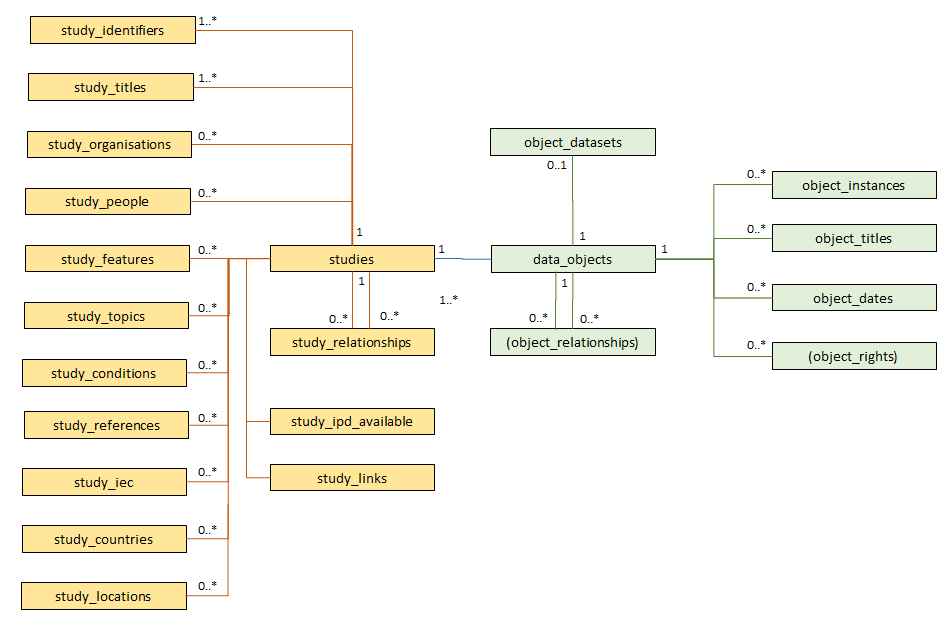 study_identifiers
1..*
study_titles
1..*
study_organisations
0..*
study_people
0..*
study_features
0..*
study_topics
0..*
study_conditions
0..*
study_references
0..*
study_iec
0..*
study_countries
0..*
study_locations
0..*
1
studies
1
1
1..*
0..*
0..*
study_relationships
study_ipd_available
study_links
object_datasets
0..1
1
data_objects
1
1
0..*
0..*
(object_relationships)
0..*
object_instances
0..*
object_titles
0..*
object_dates
0..*
(object_rights)